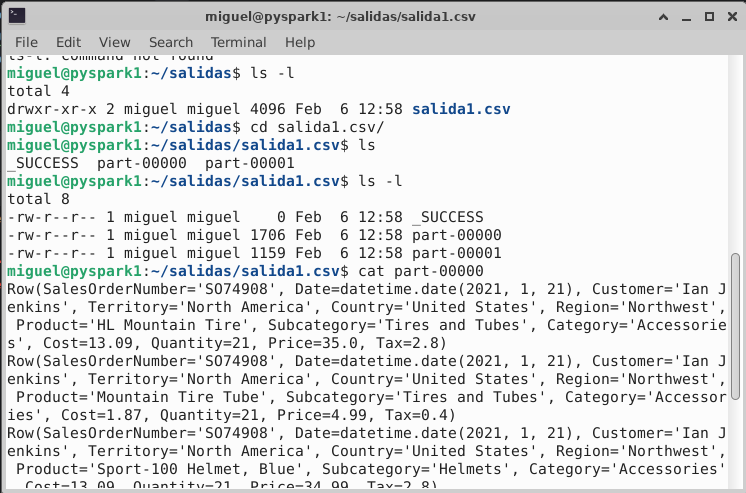 miguel@pyspark1: ~/salidas/salida1.csv
File Edit View Search Terminal Help
ls-l: command not found
miguel@pyspark1:~/salidas$ ls -l
total 4
drwxr-xr-x 2 miguel miguel 4096 Feb  6 12:58 salida1.csv
miguel@pyspark1:~/salidas$ cd salida1.csv/
miguel@pyspark1:~/salidas/salida1.csv$ ls
_SUCCESS  part-00000  part-00001
miguel@pyspark1:~/salidas/salida1.csv$ ls -l
total 8
-rw-r--r-- 1 miguel miguel    0 Feb  6 12:58 _SUCCESS
-rw-r--r-- 1 miguel miguel 1706 Feb  6 12:58 part-00000
-rw-r--r-- 1 miguel miguel 1159 Feb  6 12:58 part-00001
miguel@pyspark1:~/salidas/salida1.csv$ cat part-00000
Row(SalesOrderNumber='SO74908', Date=datetime.date(2021, 1, 21), Customer='Ian J
enkins', Territory='North America', Country='United States', Region='Northwest',
 Product='HL Mountain Tire', Subcategory='Tires and Tubes', Category='Accessorie
s', Cost=13.09, Quantity=21, Price=35.0, Tax=2.8)
Row(SalesOrderNumber='SO74908', Date=datetime.date(2021, 1, 21), Customer='Ian J
enkins', Territory='North America', Country='United States', Region='Northwest',
 Product='Mountain Tire Tube', Subcategory='Tires and Tubes', Category='Accessor
ies', Cost=1.87, Quantity=21, Price=4.99, Tax=0.4)
Row(SalesOrderNumber='SO74908', Date=datetime.date(2021, 1, 21), Customer='Ian J
enkins', Territory='North America', Country='United States', Region='Northwest',
 Product='Sport-100 Helmet, Blue', Subcategory='Helmets', Category='Accessories'
, Cost=13.09, Quantity=21, Price=34.99, Tax=2.8)